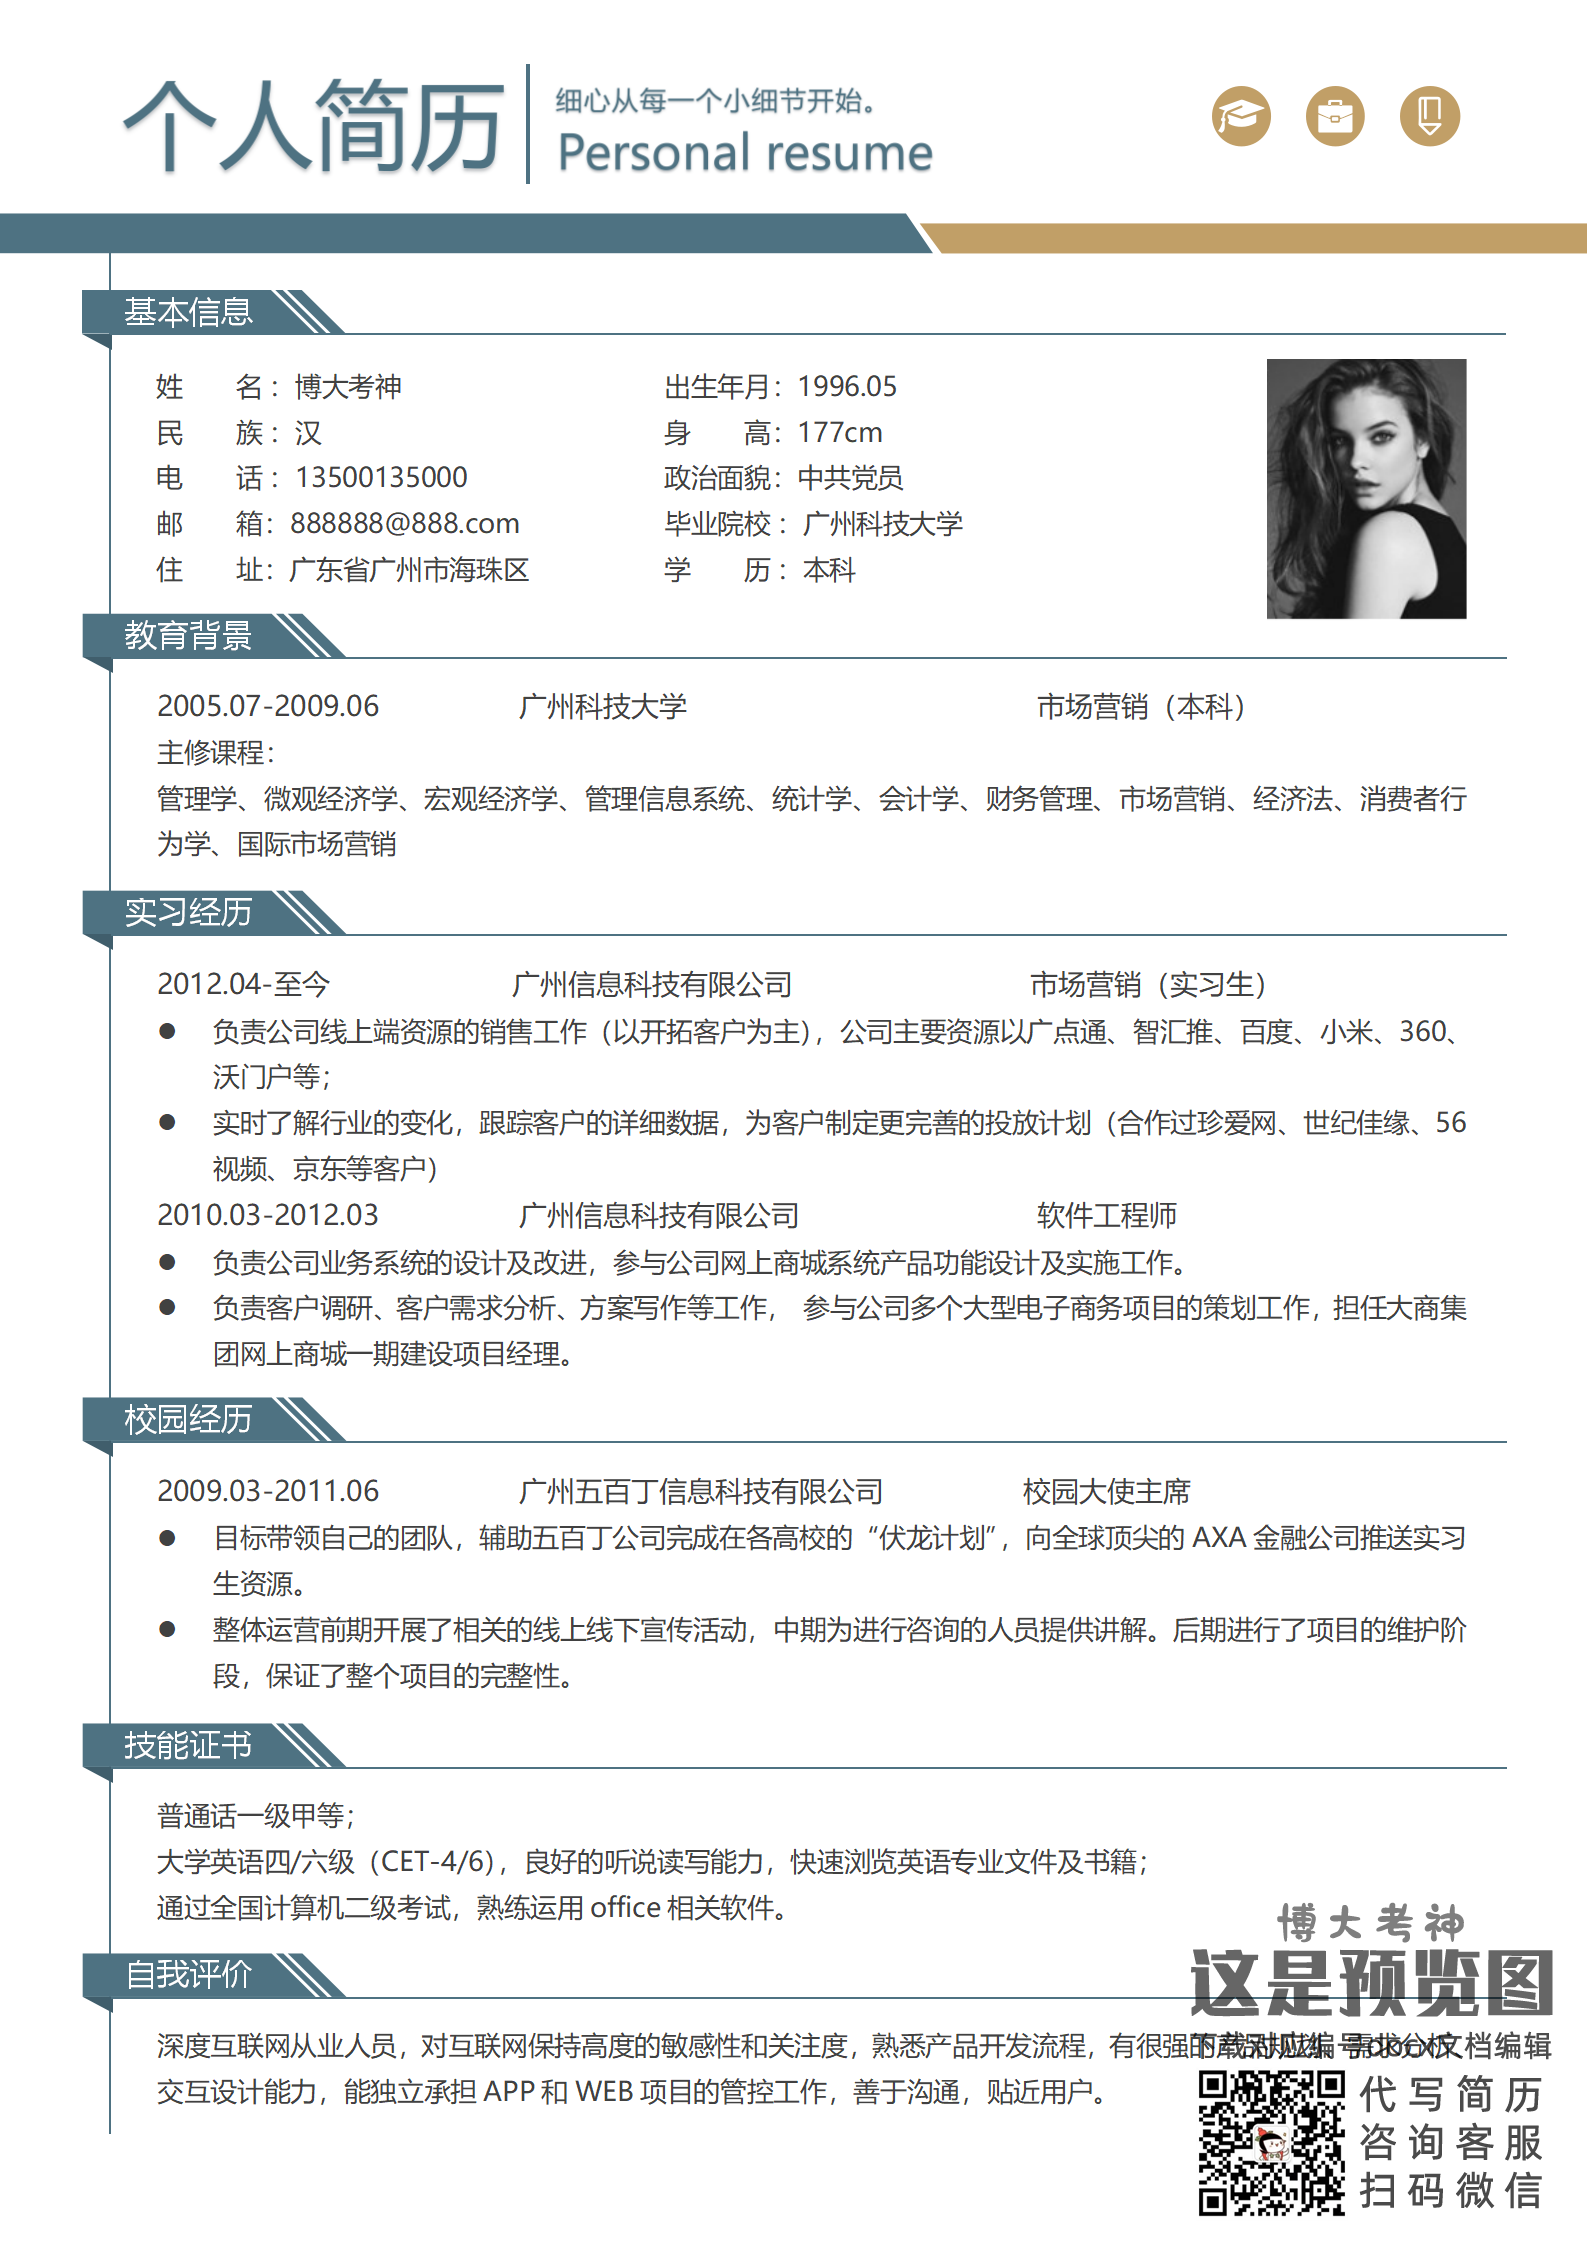 个人简历
细心从每一个小细节开始。
Personal resume
基本信息
姓 名：博大考神 出生年月：1996.05
民 族：汉 身 高：177cm
电 话：13500135000 政治面貌：中共党员
邮 箱：888888@888.com 毕业院校：广州科技大学
住 址：广东省广州市海珠区 学 历：本科
教育背景
2005.07-2009.06 广州科技大学 市场营销（本科）
主修课程：
管理学、微观经济学、宏观经济学、管理信息系统、统计学、会计学、财务管理、市场营销、经济法、消费者行
为学、国际市场营销
实习经历
2012.04-至今 广州信息科技有限公司 市场营销（实习生）
● 负责公司线上端资源的销售工作（以开拓客户为主），公司主要资源以广点通、智汇推、百度、小米、360、
沃门户等；
● 实时了解行业的变化，跟踪客户的详细数据，为客户制定更完善的投放计划（合作过珍爱网、世纪佳缘、56
视频、京东等客户）
2010.03-2012.03 广州信息科技有限公司 软件工程师
● 负责公司业务系统的设计及改进，参与公司网上商城系统产品功能设计及实施工作。
● 负责客户调研、客户需求分析、方案写作等工作， 参与公司多个大型电子商务项目的策划工作，担任大商集
团网上商城一期建设项目经理。
校园经历
2009.03-2011.06 广州五百丁信息科技有限公司 校园大使主席
● 目标带领自己的团队，辅助五百丁公司完成在各高校的“伏龙计划”，向全球顶尖的 AXA 金融公司推送实习
生资源。
● 整体运营前期开展了相关的线上线下宣传活动，中期为进行咨询的人员提供讲解。后期进行了项目的维护阶
段，保证了整个项目的完整性。
技能证书
普通话一级甲等；
大学英语四/六级（CET-4/6），良好的听说读写能力，快速浏览英语专业文件及书籍；
通过全国计算机二级考试，熟练运用 office 相关软件。
自我评价
深度互联网从业人员，对互联网保持高度的敏感性和关注度，熟悉产品开发流程，有很强的产品规划、需求分析、
交互设计能力，能独立承担 APP 和 WEB 项目的管控工作，善于沟通，贴近用户。
博大考神
这是预览图
下载对应编号docx文档编辑
代写简历
咨询客服
扫码微信